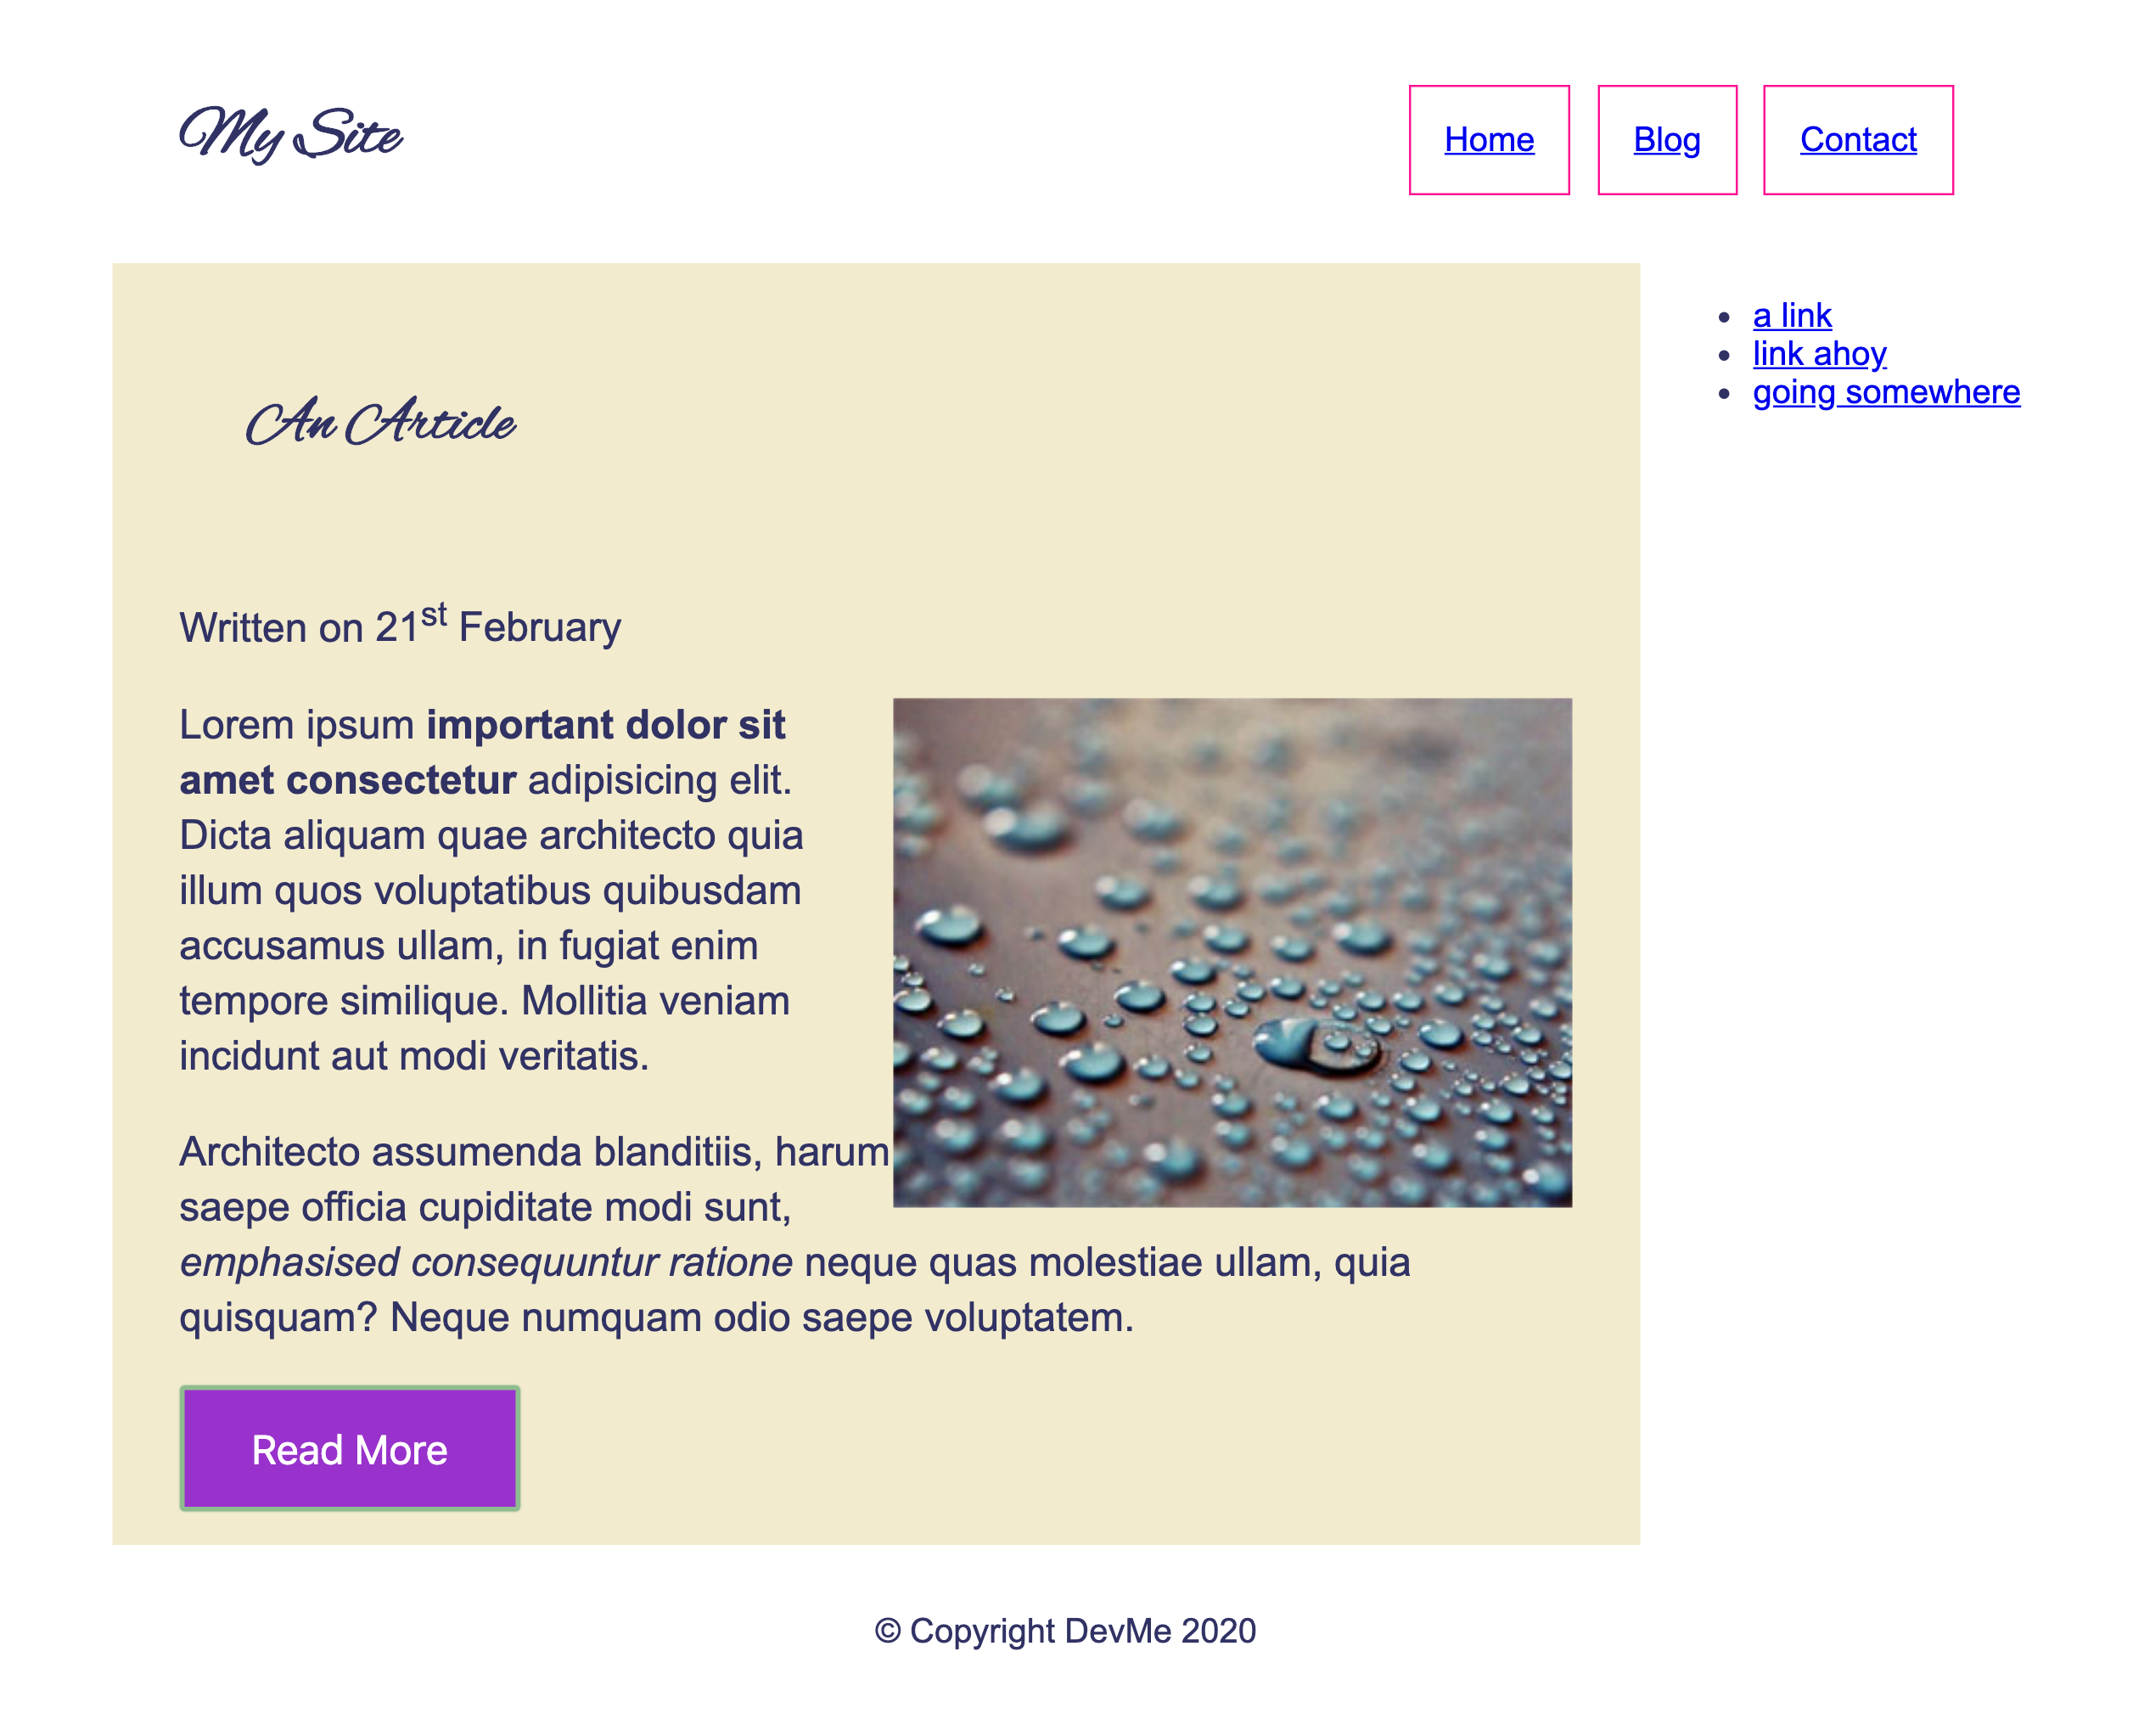 My Site
Home
Blog
Contact
An Article
Written on 21st February
Lorem ipsum important dolor sit
amet consectetur adipisicing elit.
Dicta aliquam quae architecto quia
illum quos voluptatibus quibusdam
accusamus ullam, in fugiat enim
tempore similique. Mollitia veniam
incidunt aut modi veritatis.
Architecto assumenda blanditiis, harum
saepe officia cupiditate modi sunt,
emphasised consequuntur ratione neque quas molestiae ullam, quia
quisquam? Neque numquam odio saepe voluptatem.
Read More
a link
link ahoy
going somewhere
© Copyright DevMe 2020